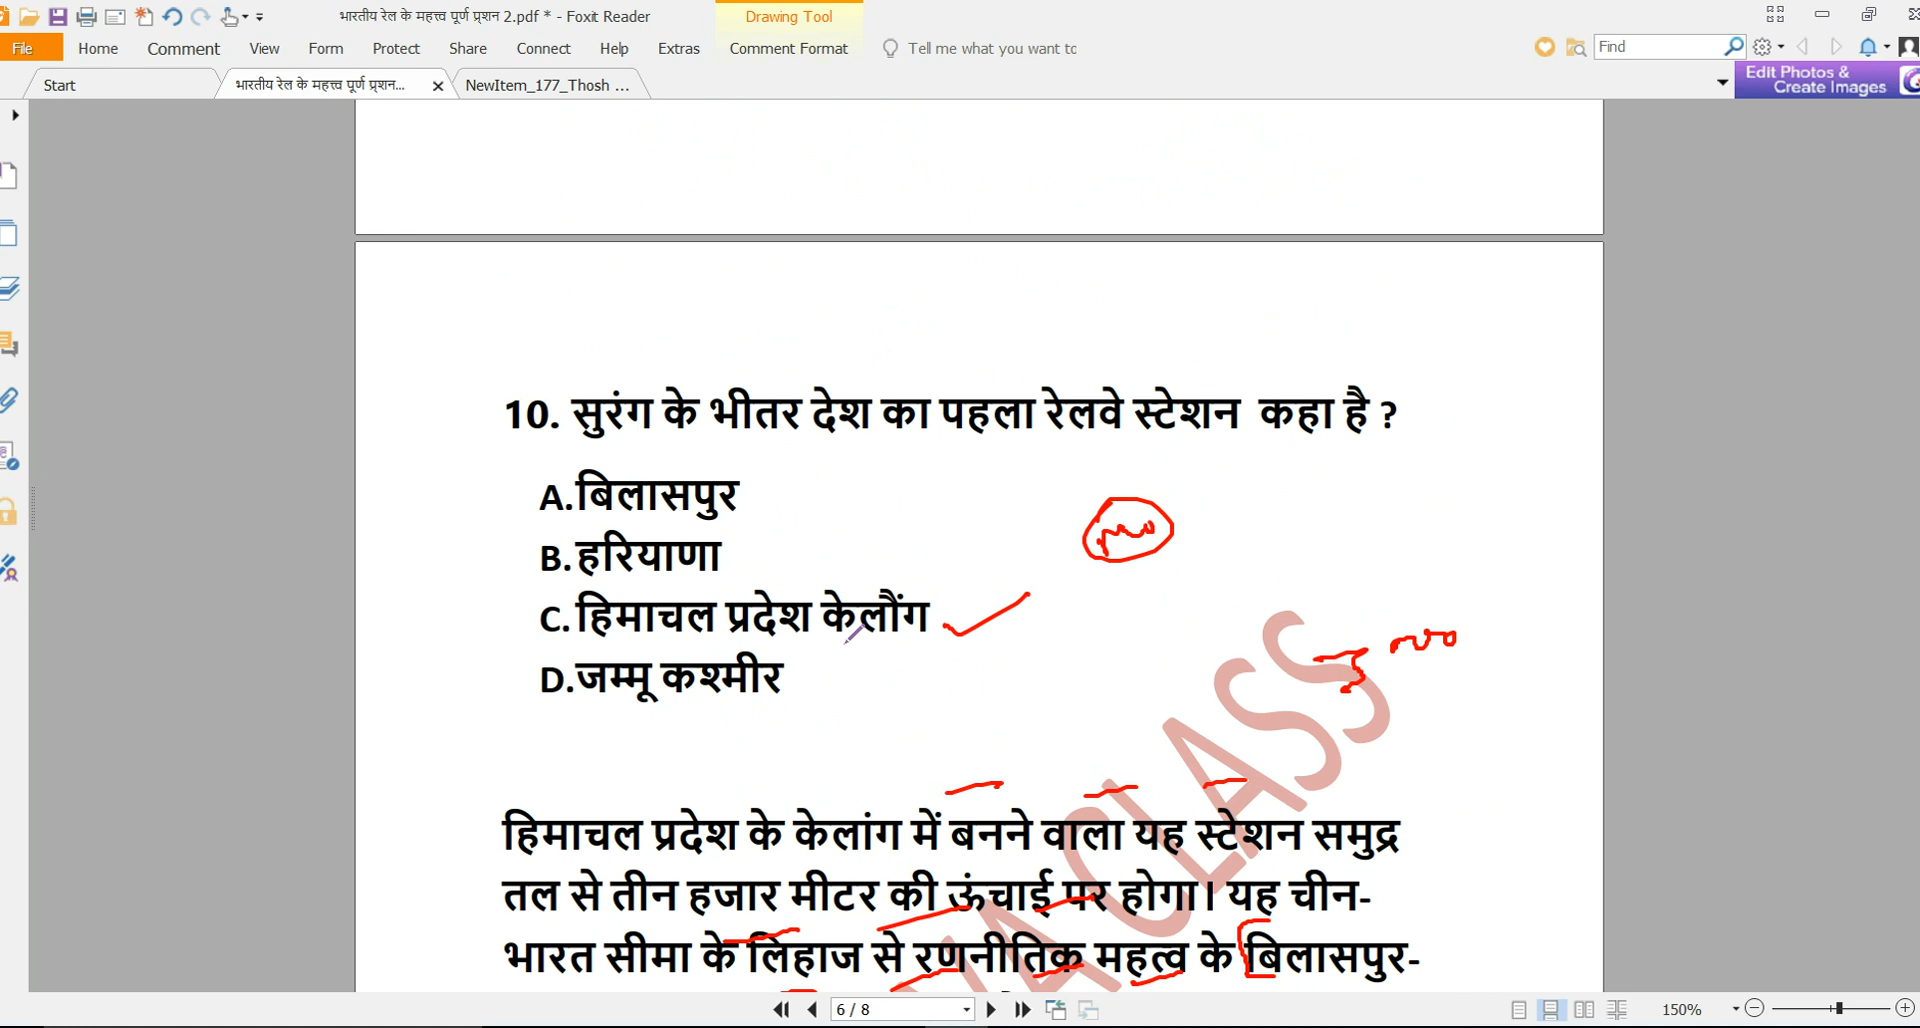 भारतीय रेल के महत्त्व पूर्ण प्रशन 2.pdf * - Foxit Reader
Drawing Tool
File Home Comment View Form Protect Share Connect Help Extras Comment Format Tell me what you want to Find
Start भारतीय रेल के महत्त्व पूर्ण प्रशन... NewItem_177_Thosh ...
Edit Photos &
Create Images
10. सुरंग के भीतर देश का पहला रेलवे स्टेशन कहा है ?
A.बिलासपुर
B.हरियाणा
C.हिमाचल प्रदेश केलौंग
D.जम्मू कश्मीर
CLASS
हिमाचल प्रदेश के केलांग में बनने वाला यह स्टेशन समुद्र
तल से तीन हजार मीटर की ऊंचाई पर होगा। यह चीन-
भारत सीमा के लिहाज से रणनीतिक महत्व के बिलासपुर-
6 / 8
150%